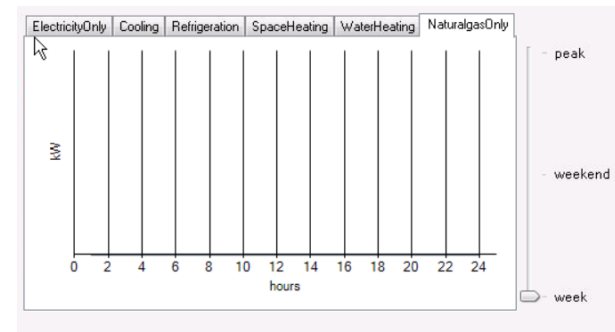 ElectricityOnly Cooling Refrigeration SpaceHeating WaterHeating NaturalgasOnly
peak
kW
weekend
0 2 4 6 8 10 12 14 16 18 20 22 24
hours
week